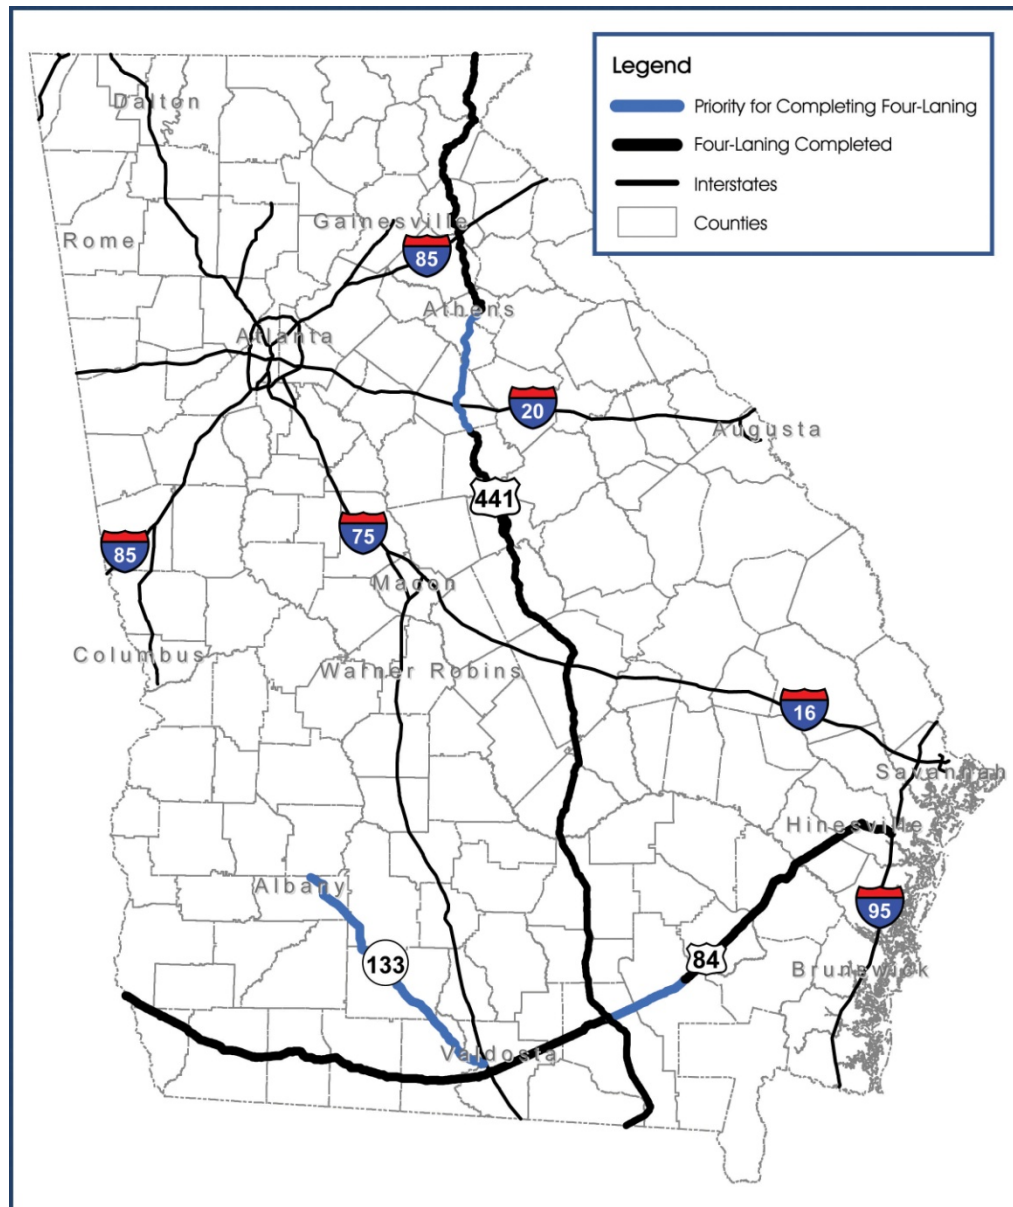 Legend
Priority for Completing Four-Laning
Four-Laning Completed
Interstates
Counties
Dalton
Gainesville
Rome
85
Athens
Atlanta
20
Augusta
441
75
85
Macon
Columbus
Warner Robins
16
Savannah
Hinesville
Albany
95
133
84
Brunswick
Valdosta